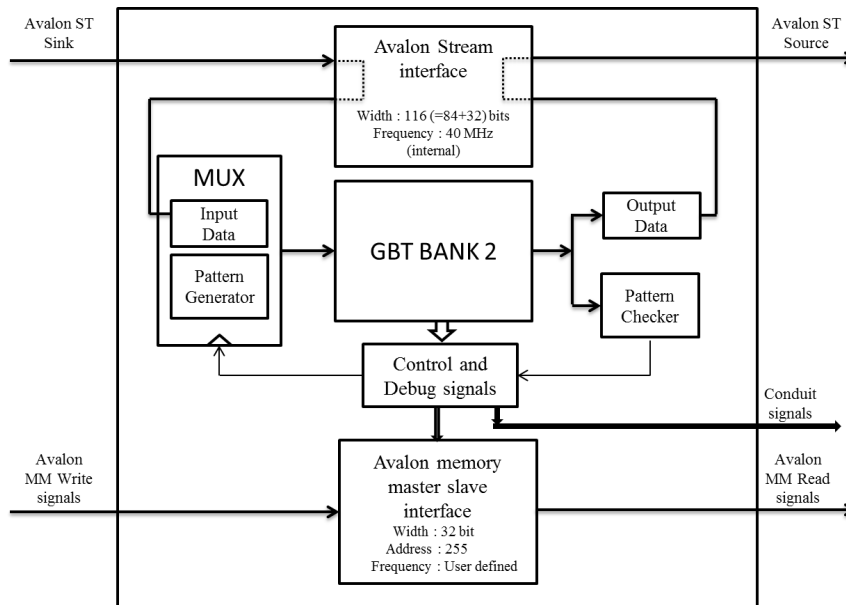 Avalon ST
Sink
Avalon ST
Source
Avalon Stream
interface
Width : 116 (=84+32) bits
Frequency : 40 MHz
(internal)
MUX
Input
Data
Pattern
Generator
GBT BANK 2
Output
Data
Pattern
Checker
Control and
Debug signals
Conduit
signals
Avalon
MM Write
signals
Avalon memory
master slave
interface
Width : 32 bit
Address : 255
Frequency : User defined
Avalon
MM Read
signals